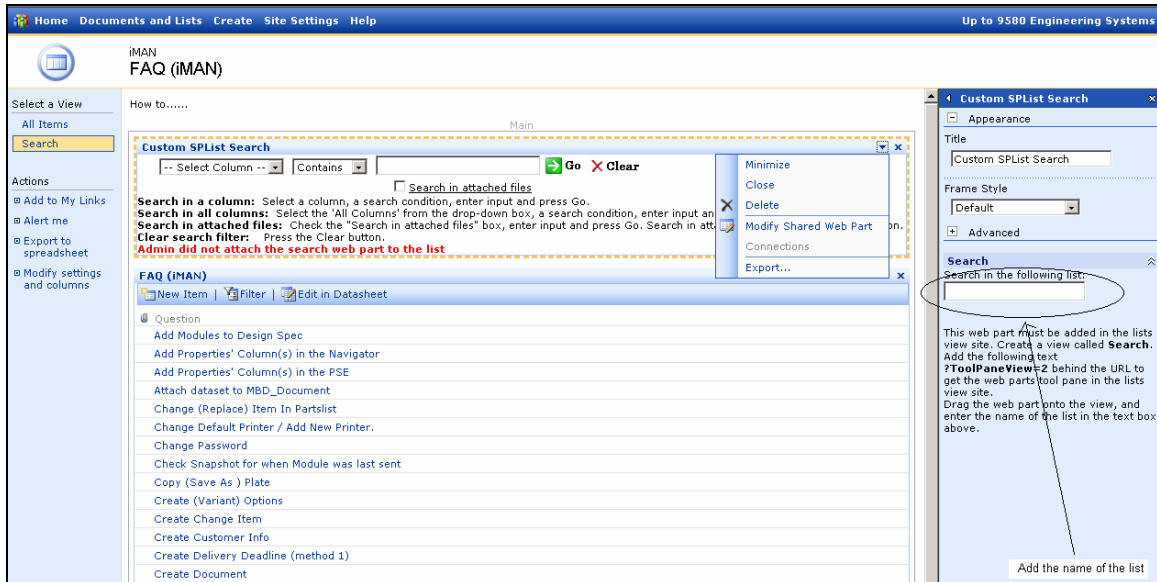 Home Documents and Lists Create Site Settings Help
Up to 9580 Engineering Systems
iMAN
FAQ (iMAN)
Select a View
All Items
Search
Actions
Add to My Links
Alert me
Export to
spreadsheet
Modify settings
and columns
How to......
Main
Custom SPList Search
-- Select Column -- Contains Go Clear
Search in attached files
Search in a column: Select a column, a search condition, enter input and press Go.
Search in all columns: Select the 'All Columns' from the drop-down box, a search condition, enter input an
Search in attached files: Check the "Search in attached files" box, enter input and press Go. Search in att on.
Clear search filter: Press the Clear button.
Admin did not attach the search web part to the list
Minimize
Close
Delete
Modify Shared Web Part
Connections
Export...
FAQ (iMAN)
New Item | Filter | Edit in Datasheet
Question
Add Modules to Design Spec
Add Properties' Column(s) in the Navigator
Add Properties' Column(s) in the PSE
Attach dataset to MBD_Document
Change (Replace) Item In Partslist
Change Default Printer / Add New Printer.
Change Password
Check Snapshot for when Module was last sent
Copy (Save As ) Plate
Create (Variant) Options
Create Change Item
Create Customer Info
Create Delivery Deadline (method 1)
Create Document
Custom SPList Search
Appearance
Title
Custom SPList Search
Frame Style
Default
Advanced
Search
Search in the following list:
This web part must be added in the lists
view site. Create a view called Search.
Add the following text
?ToolPaneView=2 behind the URL to
get the web parts tool pane in the lists
view site.
Drag the web part onto the view, and
enter the name of the list in the text box
above.
Add the name of the list